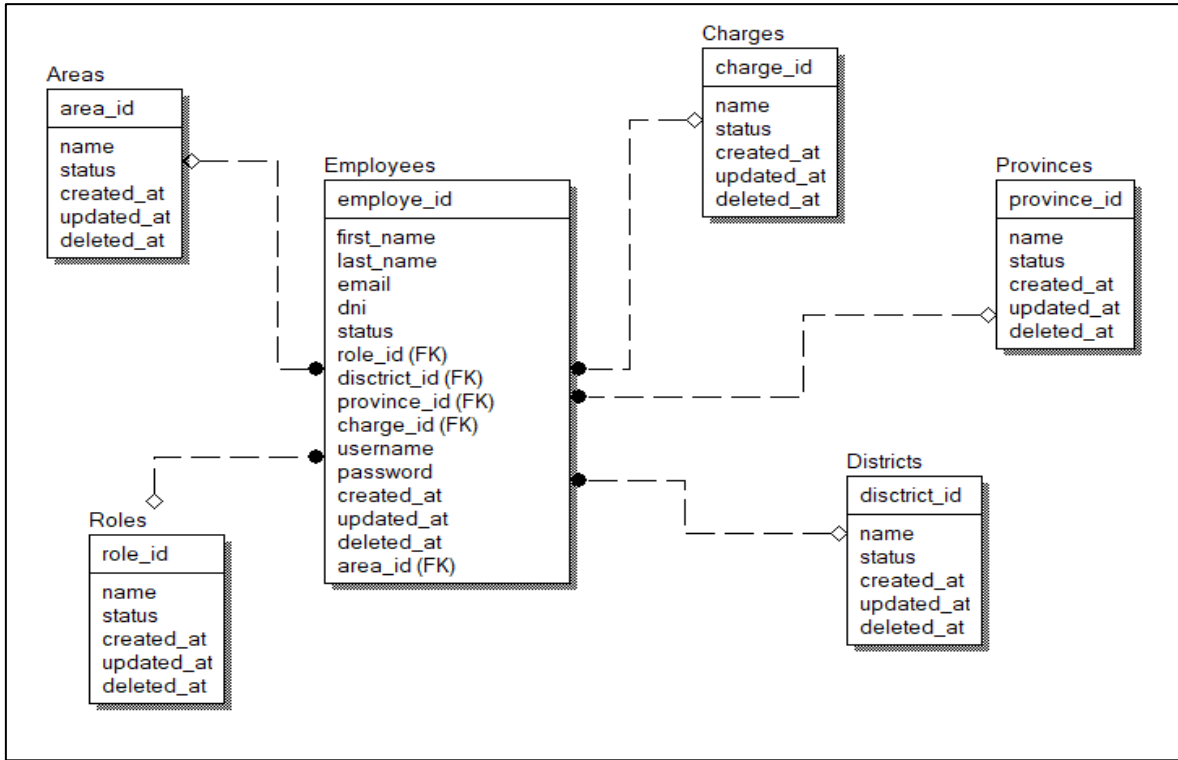 Areas
area_id
name
status
created_at
updated_at
deleted_at
Employees
employe_id
first_name
last_name
email
dni
status
role_id (FK)
disctrict_id (FK)
province_id (FK)
charge_id (FK)
username
password
created_at
updated_at
deleted_at
area_id (FK)
Charges
charge_id
name
status
created_at
updated_at
deleted_at
Provinces
province_id
name
status
created_at
updated_at
deleted_at
Roles
role_id
name
status
created_at
updated_at
deleted_at
Districts
disctrict_id
name
status
created_at
updated_at
deleted_at